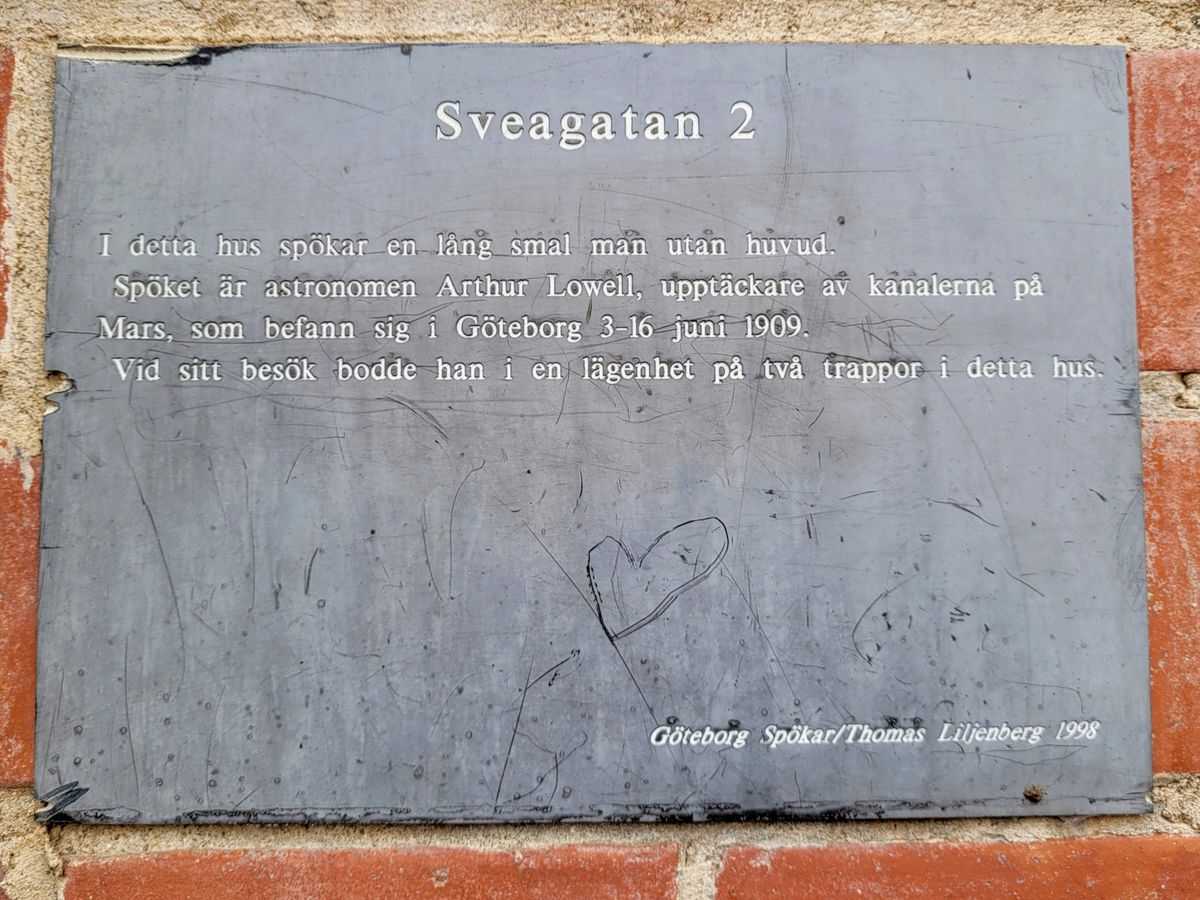 Sveagatan 2
I detta hus spökar en lång smal man utan huvud.
Spöket är astronomen Arthur Lowell, upptäckare av kanalerna på
Mars, som befann sig i Göteborg 3-16 juni 1909.
Vid sitt besök bodde han i en lägenhet på två trappor i detta hus.
Göteborg Spökar/Thomas Liljenberg 1998